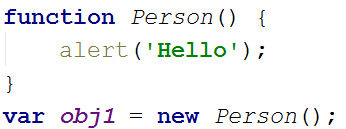 function Person() {
    alert('Hello');
}
var obj1 = new Person();